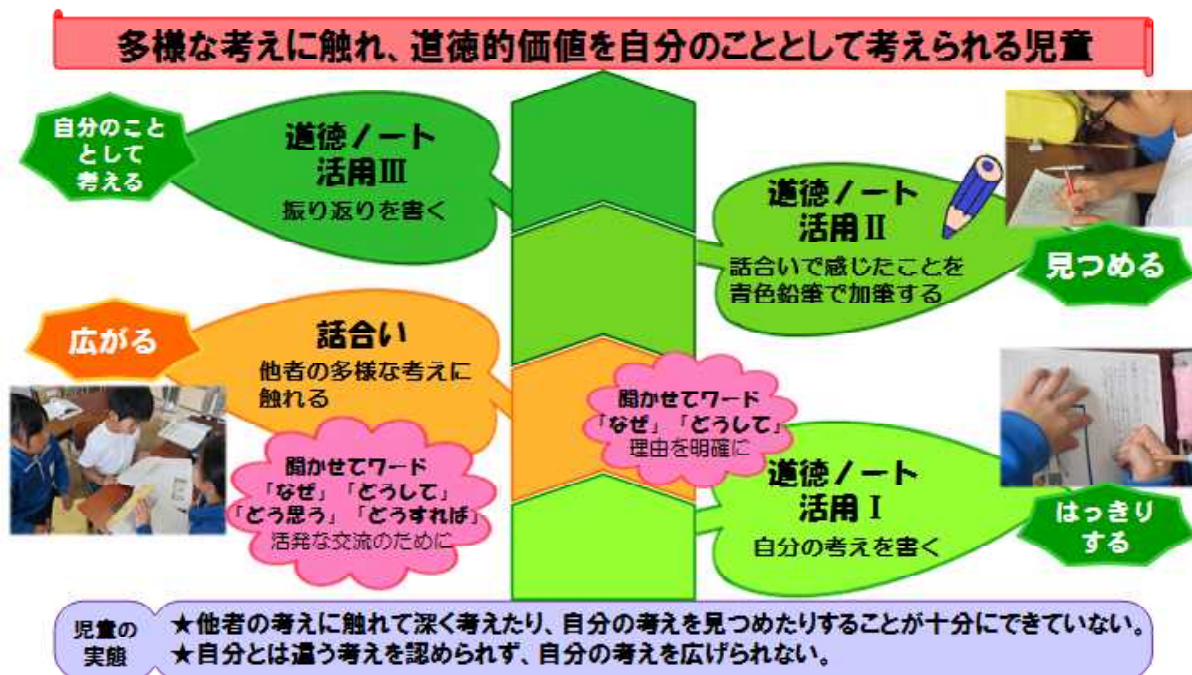 多様な考えに触れ、道徳的価値を自分のこととして考えられる児童
自分のこと
として
考える
道徳ノート
活用Ⅲ
振り返りを書く
道徳ノート
活用Ⅱ
話合いで感じたことを
青色鉛筆で加筆する
見つめる
広がる
話合い
他者の多様な考えに
触れる
聞かせてワード
「なぜ」「どうして」
「どう思う」「どうすれば」
活発な交流のために
聞かせてワード
「なぜ」「どうして」
理由を明確に
道徳ノート
活用Ⅰ
自分の考えを書く
はっきり
する
児童の
実態
★他者の考えに触れて深く考えたり、自分の考えを見つめたりすることが十分にできていない。
★自分とは違う考えを認められず、自分の考えを広げられない。